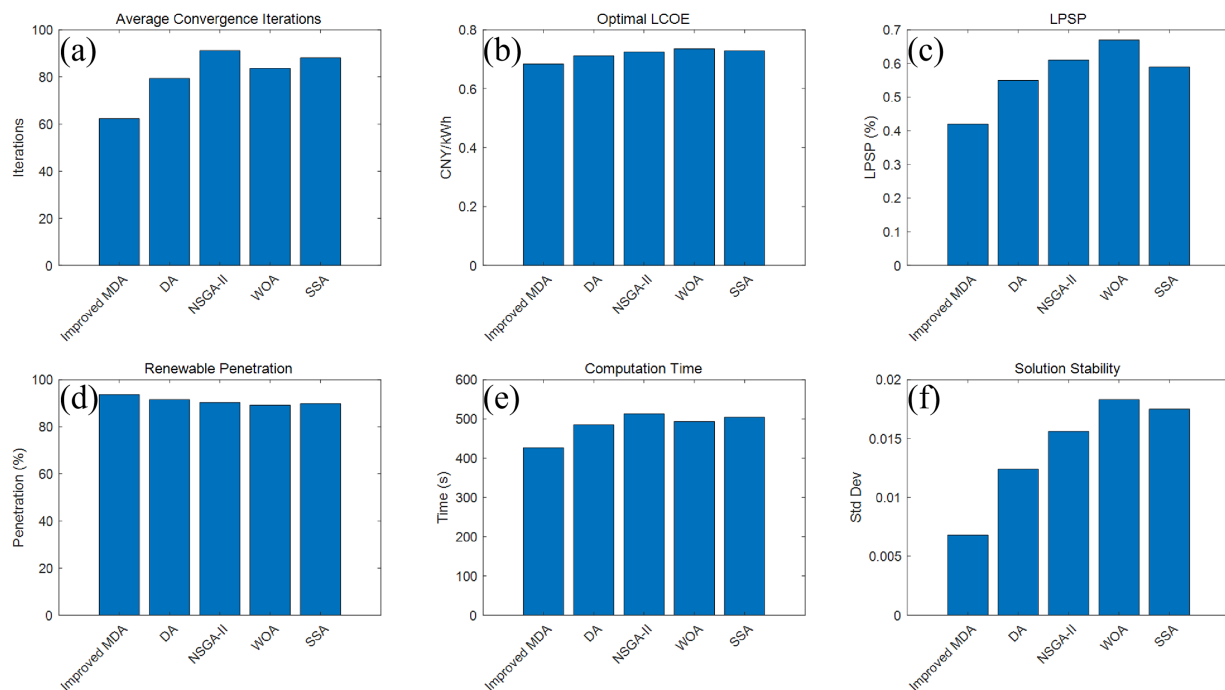 Average Convergence Iterations
(a)
100
80
60
40
20
0
Iterations
Improved MDA
DA
NSGA-II
WOA
SSA
Optimal LCOE
(b)
0.8
0.6
0.4
0.2
0
CNY/kWh
Improved MDA
DA
NSGA-II
WOA
SSA
LPSP
(c)
0.7
0.6
0.5
0.4
0.3
0.2
0.1
0
LPSP (%)
Improved MDA
DA
NSGA-II
WOA
SSA
Renewable Penetration
(d)
100
80
60
40
20
0
Penetration (%)
Improved MDA
DA
NSGA-II
WOA
SSA
Computation Time
(e)
600
500
400
300
200
100
0
Time (s)
Improved MDA
DA
NSGA-II
WOA
SSA
Solution Stability
(f)
0.02
0.015
0.01
0.005
0
Std Dev
Improved MDA
DA
NSGA-II
WOA
SSA